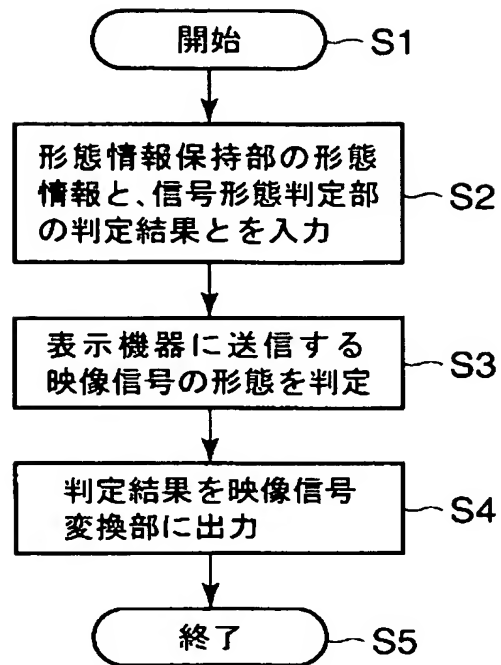 開始
S1
形態情報保持部の形態
情報と、信号形態判定部
の判定結果とを入力
S2
表示機器に送信する
映像信号の形態を判定
S3
判定結果を映像信号
変換部に出力
S4
終了
S5